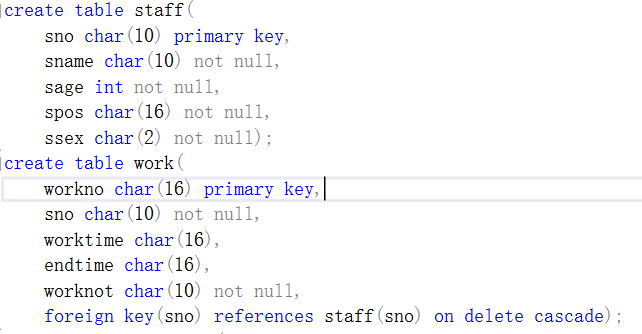 create table staff(
sno char(10) primary key,
sname char(10) not null,
sage int not null,
spos char(16) not null,
ssex char(2) not null);
create table work(
workno char(16) primary key,
sno char(10) not null,
worktime char(16),
endtime char(16),
worknot char(10) not null,
foreign key(sno) references staff(sno) on delete cascade);